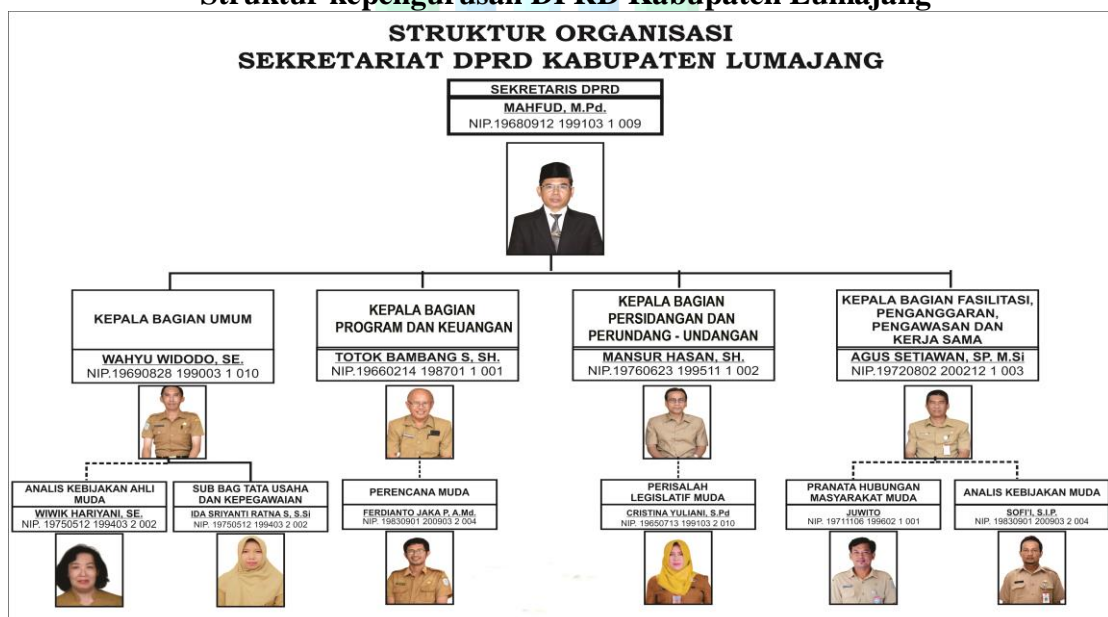 Struktur kepengurusan DPRD Kabupaten Lumajang
STRUKTUR ORGANISASI
SEKRETARIAT DPRD KABUPATEN LUMAJANG
SEKRETARIS DPRD
MAHFUD, M.Pd.
NIP.19680912 199103 1 009
KEPALA BAGIAN UMUM
WAHYU WIDODO, SE.
NIP.19690828 199003 1 010
KEPALA BAGIAN
PROGRAM DAN KEUANGAN
TOTOK BAMBANG S, SH.
NIP.19660214 198701 1 001
KEPALA BAGIAN
PERSIDANGAN DAN
PERUNDANG - UNDANGAN
MANSUR HASAN, SH.
NIP.19760623 199511 1 002
KEPALA BAGIAN FASILITASI,
PENGANGGARAN,
PENGAWASAN DAN
KERJA SAMA
AGUS SETIAWAN, SP. M.Si
NIP.19720802 200212 1 003
ANALIS KEBIJAKAN AHLI
MUDA
WIWIK HARIYANI, SE.
NIP. 19750512 199403 2 002
SUB BAG TATA USAHA
DAN KEPEGAWAIAN
IDA SRIYANTI RATNA S, S.Si
NIP. 19750512 199403 2 002
PERENCANA MUDA
FERDIANTO JAKA P, A.Md.
NIP. 19830901 200903 2 004
PERISALAH
LEGISLATIF MUDA
CRISTINA YULIANI, S.Pd
NIP. 19650713 199103 2 010
PRANATA HUBUNGAN
MASYARAKAT MUDA
JUWITO
NIP. 19711106 199602 1 001
ANALIS KEBIJAKAN MUDA
SOFI'I, S.I.P.
NIP. 19830901 200903 2 004